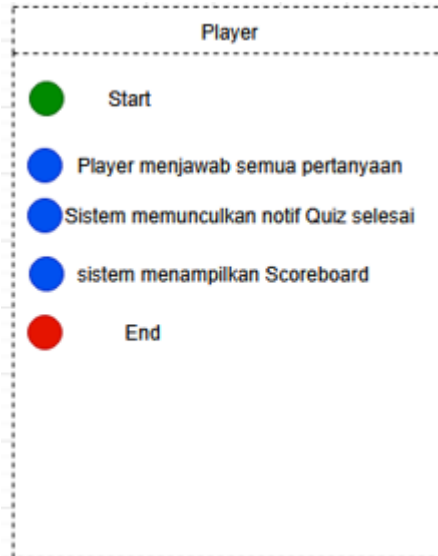 Player
Start
Player menjawab semua pertanyaan
Sistem memunculkan notif Quiz selesai
sistem menampilkan Scoreboard
End